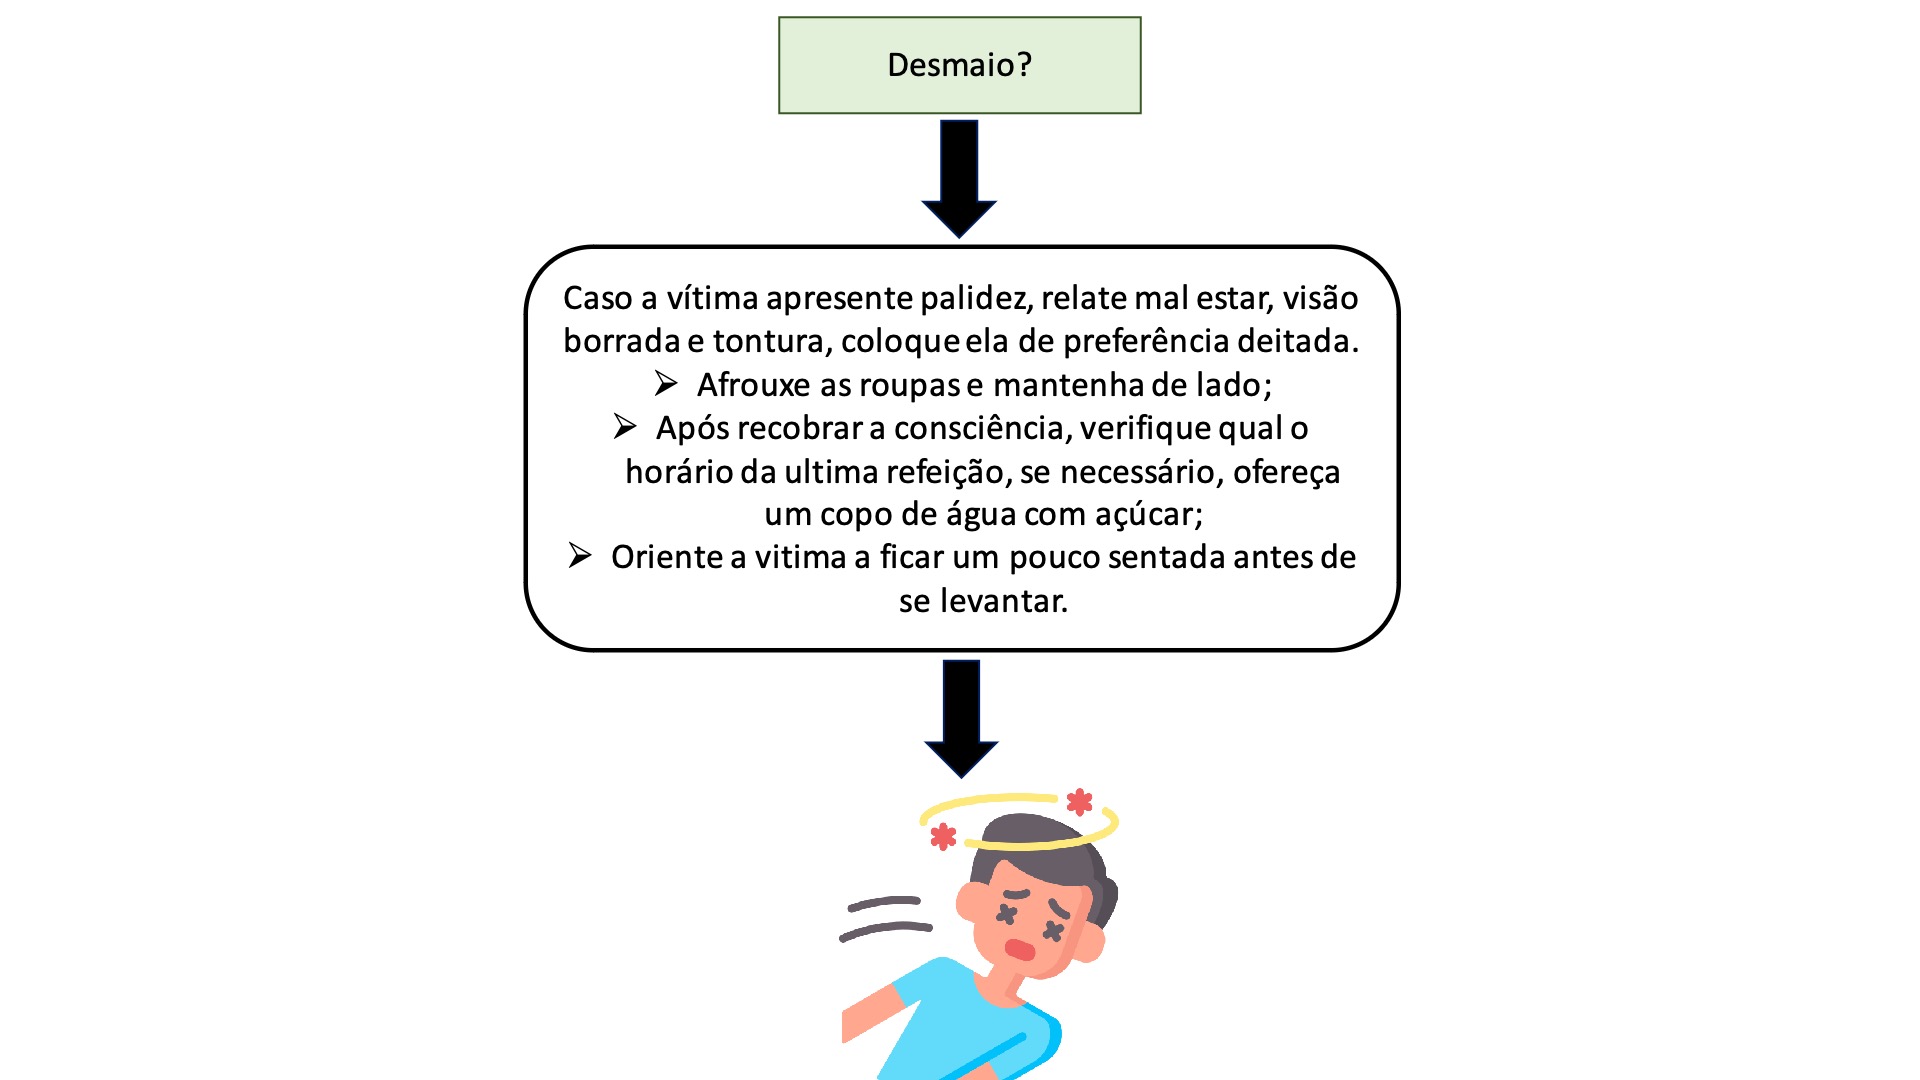 Desmaio?
Caso a vítima apresente palidez, relate mal estar, visão
borrada e tontura, coloque ela de preferência deitada.
➢ Afrouxe as roupas e mantenha de lado;
➢ Após recobrar a consciência, verifique qual o
horário da ultima refeição, se necessário, ofereça
um copo de água com açúcar;
➢ Oriente a vitima a ficar um pouco sentada antes de
se levantar.